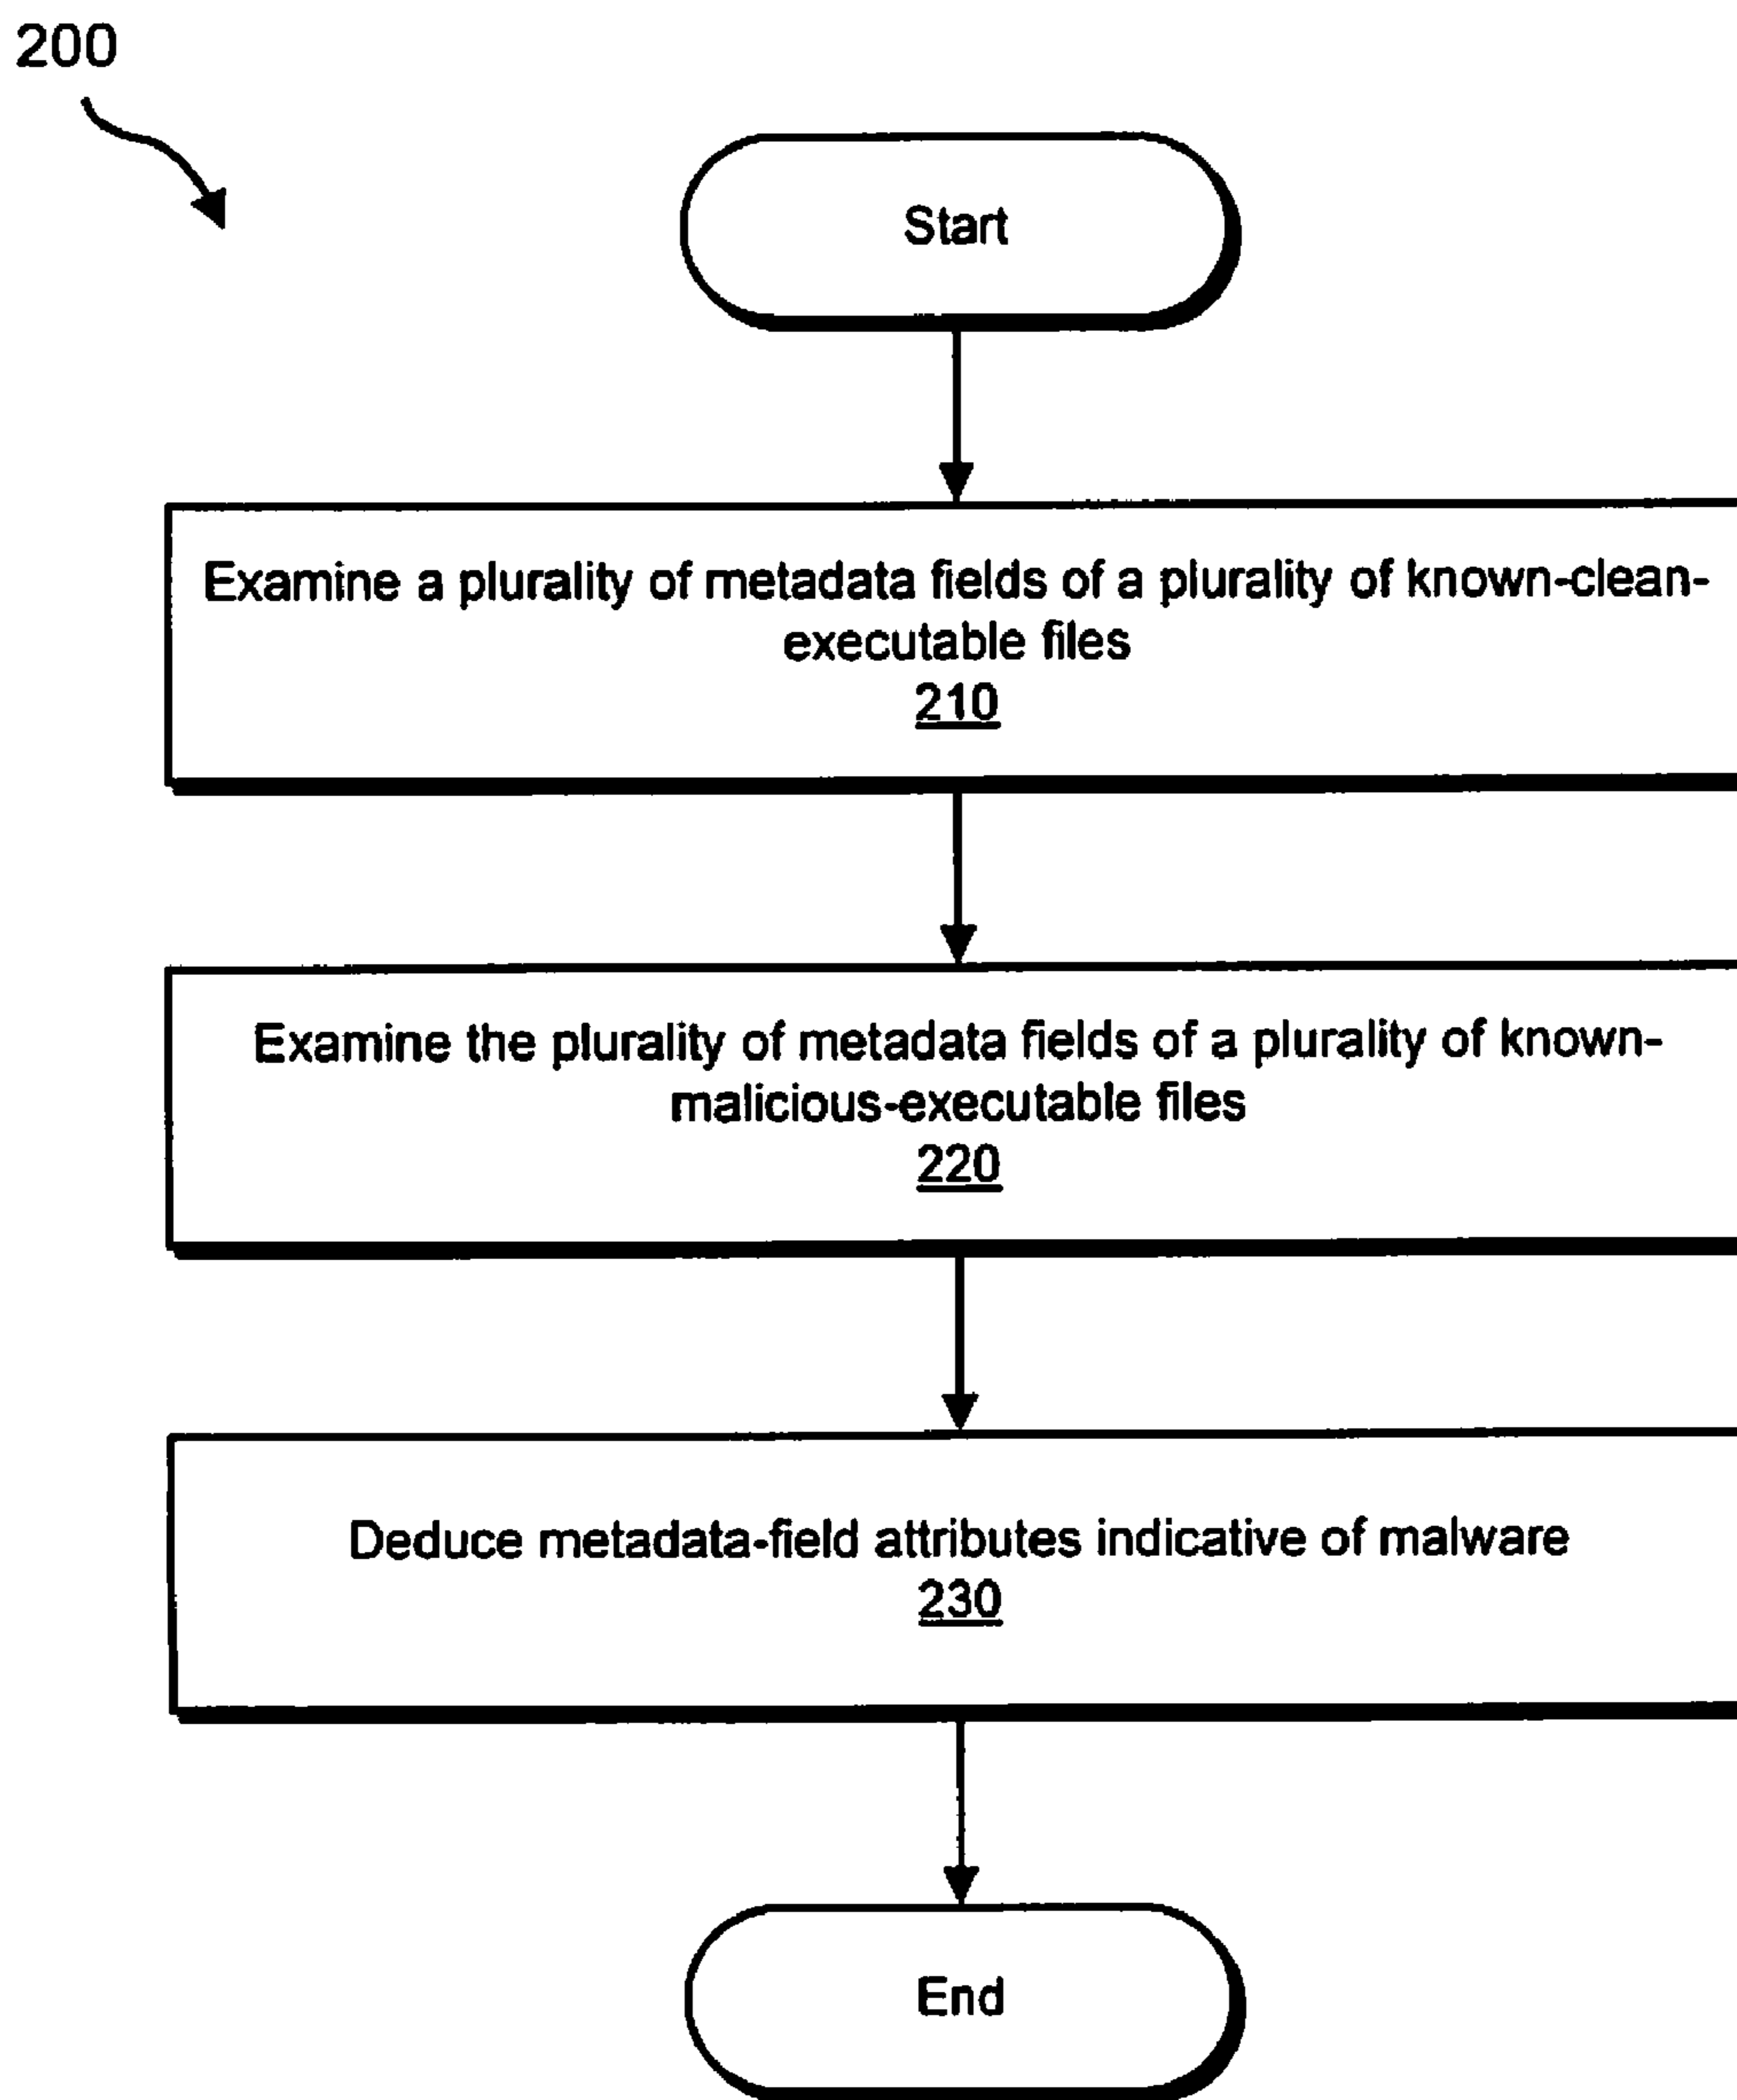 200
Start
Examine a plurality of metadata fields of a plurality of known-clean-
executable files
210
Examine the plurality of metadata fields of a plurality of known-
malicious-executable files
220
Deduce metadata-field attributes indicative of malware
230
End